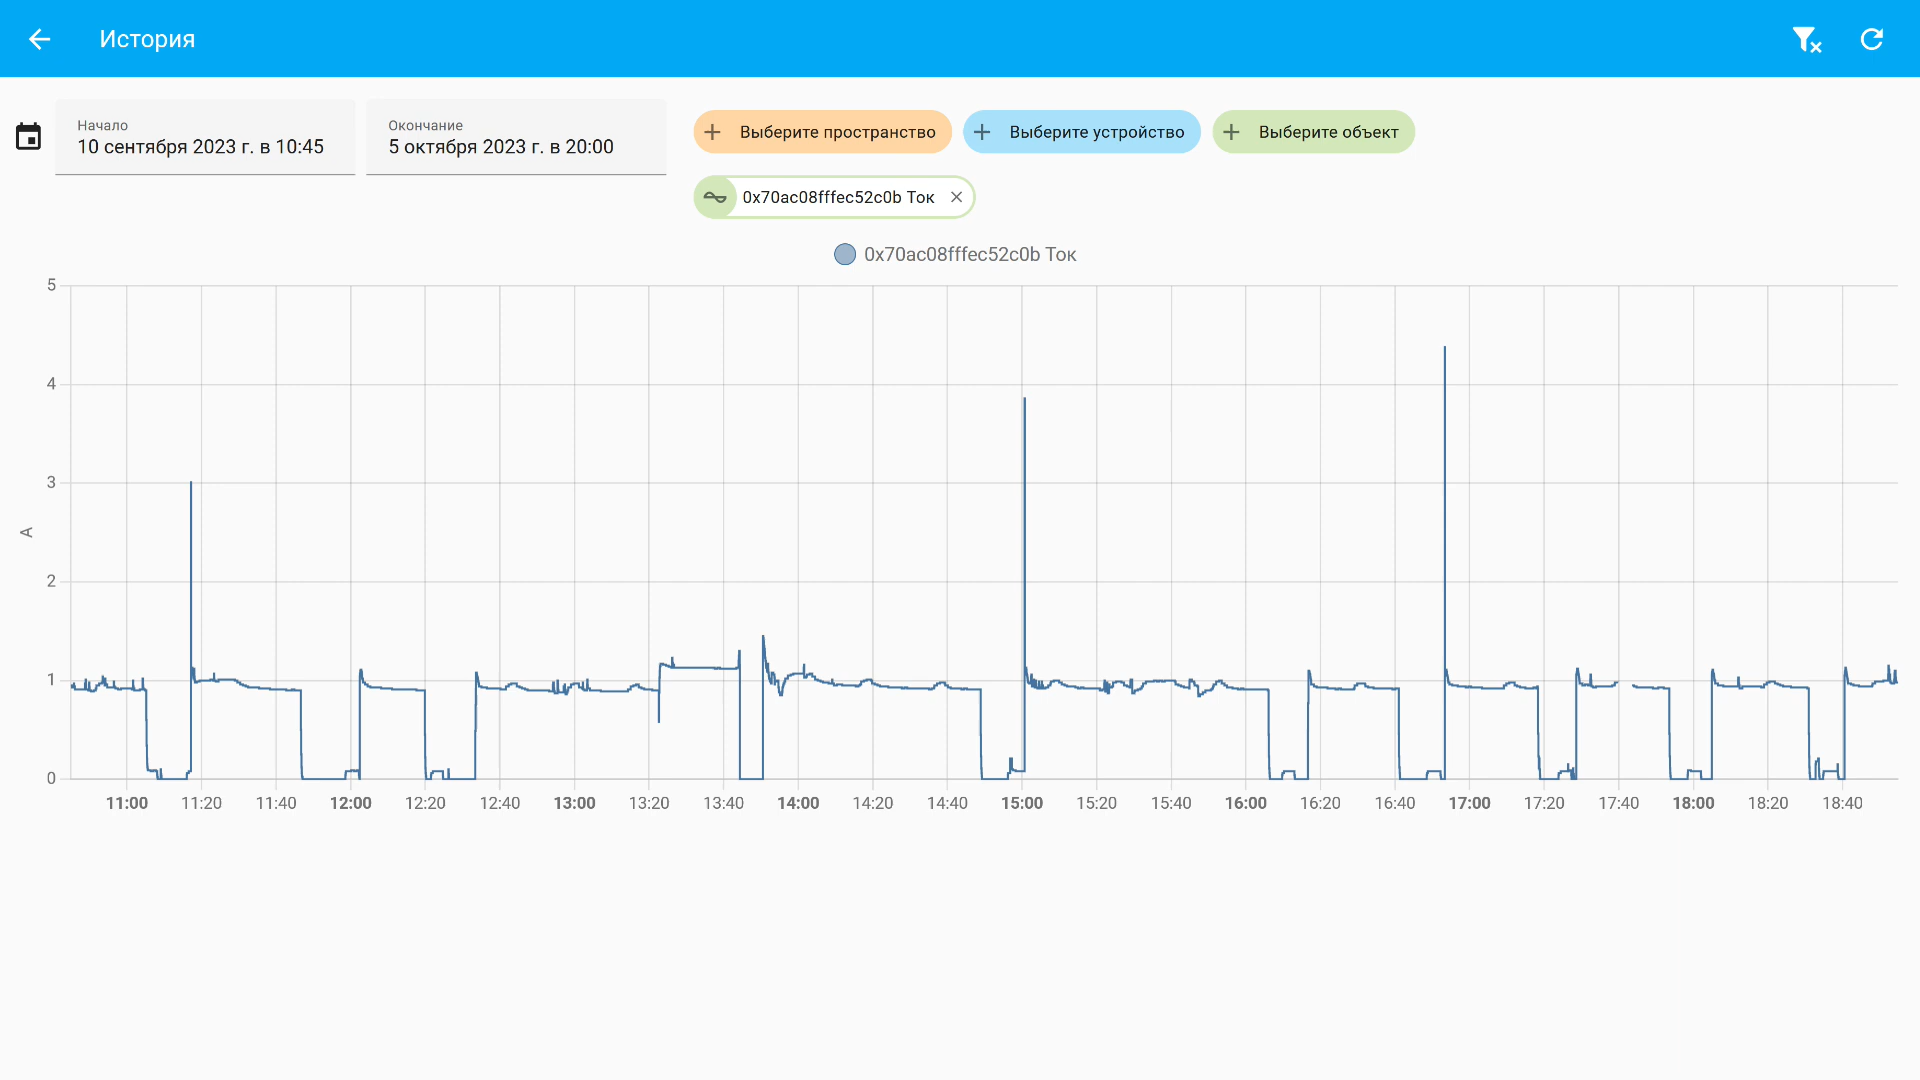 История
Начало
10 сентября 2023 г. в 10:45
Окончание
5 октября 2023 г. в 20:00
Выберите пространство
Выберите устройство
Выберите объект
0x70ac08fffec52c0b Ток
0x70ac08fffec52c0b Ток
5
4
3
A
2
1
0
11:00 11:20 11:40 12:00 12:20 12:40 13:00 13:20 13:40 14:00 14:20 14:40 15:00 15:20 15:40 16:00 16:20 16:40 17:00 17:20 17:40 18:00 18:20 18:40